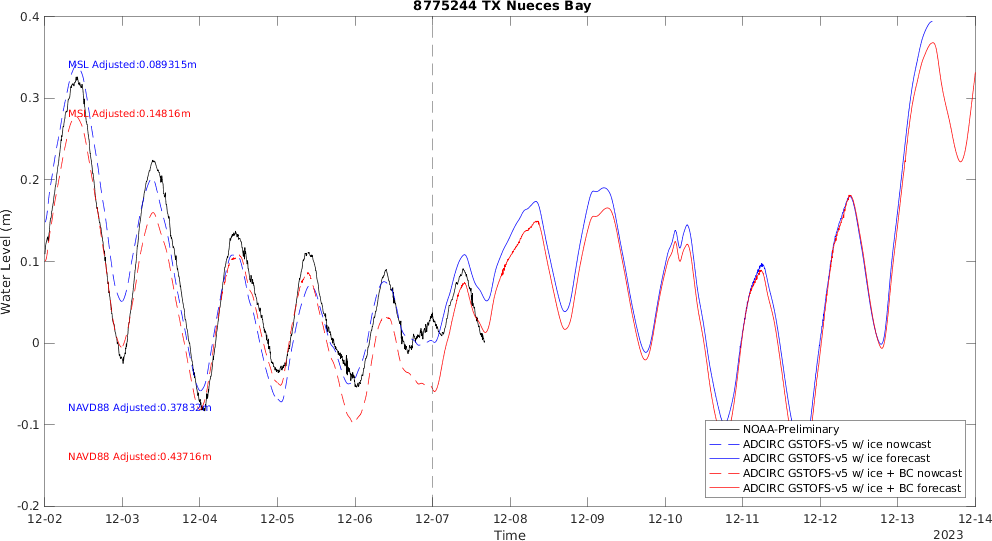 8775244 TX Nueces Bay
0.4
0.3
0.2
0.1
0
-0.1
-0.2
Water Level (m)
MSL Adjusted:0.089315m
MSL Adjusted:0.14816m
NAVD88 Adjusted:0.37832m
NAVD88 Adjusted:0.43716m
NOAA-Preliminary
ADCIRC GSTOFS-v5 w/ ice nowcast
ADCIRC GSTOFS-v5 w/ ice forecast
ADCIRC GSTOFS-v5 w/ ice + BC nowcast
ADCIRC GSTOFS-v5 w/ ice + BC forecast
12-02 12-03 12-04 12-05 12-06 12-07 12-08 12-09 12-10 12-11 12-12 12-13 12-14
Time
2023